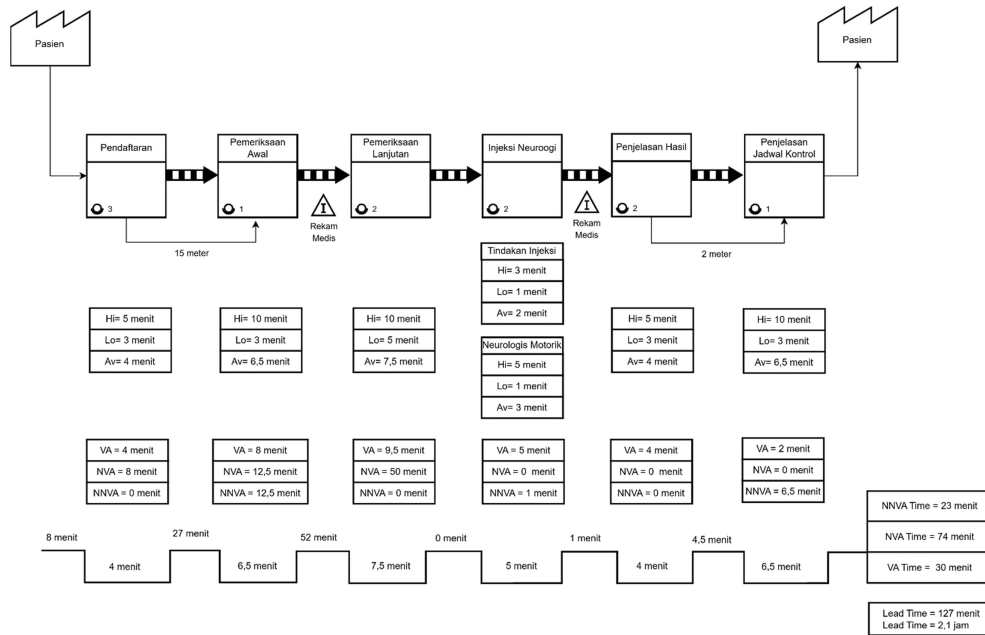 Pasien
Pasien
Pendaftaran
Pemeriksaan
Awal
Pemeriksaan
Lanjutan
Injeksi Neuroogi
Penjelasan Hasil
Penjelasan
Jadwal Kontrol
3
1
I
Rekam
Medis
2
2
I
Rekam
Medis
2
1
15 meter
2 meter
Tindakan Injeksi
Hi= 3 menit
Lo= 1 menit
Av= 2 menit
Neurologis Motorik
Hi= 5 menit
Lo= 1 menit
Av= 3 menit
Hi= 5 menit
Lo= 3 menit
Av= 4 menit
Hi= 10 menit
Lo= 3 menit
Av= 6,5 menit
Hi= 10 menit
Lo= 5 menit
Av= 7,5 menit
Hi= 5 menit
Lo= 3 menit
Av= 4 menit
Hi= 10 menit
Lo= 3 menit
Av= 6,5 menit
VA = 4 menit
NVA = 8 menit
NNVA = 0 menit
VA = 8 menit
NVA = 12,5 menit
NNVA = 12,5 menit
VA = 9,5 menit
NVA = 50 menit
NNVA = 0 menit
VA = 5 menit
NVA = 0 menit
NNVA = 1 menit
VA = 4 menit
NVA = 0 menit
NNVA = 0 menit
VA = 2 menit
NVA = 0 menit
NNVA = 6,5 menit
8 menit
4 menit
27 menit
6,5 menit
52 menit
7,5 menit
0 menit
5 menit
1 menit
4 menit
4,5 menit
6,5 menit
NNVA Time = 23 menit
NVA Time = 74 menit
VA Time = 30 menit
Lead Time = 127 menit
Lead Time = 2,1 jam